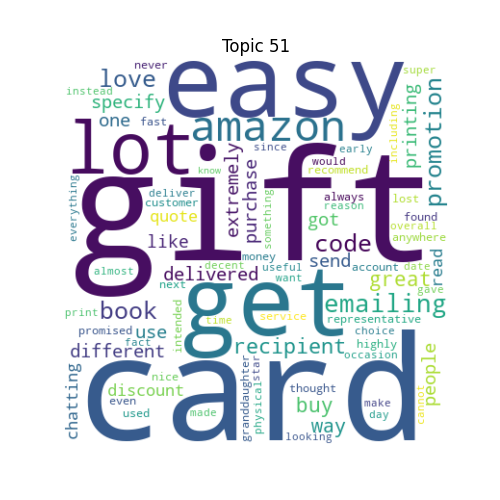 Topic 51
never
super
instead
love
easy
specify
one
fast
amazon
lot
including
printing
promotion
since
early
would
recommend
know
everything
extremely
purchase
gift
deliver
customer
quote
something
always
reason
lost
overall
got
found
anywhere
like
code
read
money
almost
delivered
decent
useful
send
account
date
want
great
gave
next
get
print
book
intended
time
service
emailing
representative
promised
use
fact
recipient
choice
highly
occasion
different
people
chatting
nice
discount
granddaughter
physical
star
thought
make
cannot
card
even
used
made
buy
day
way
looking